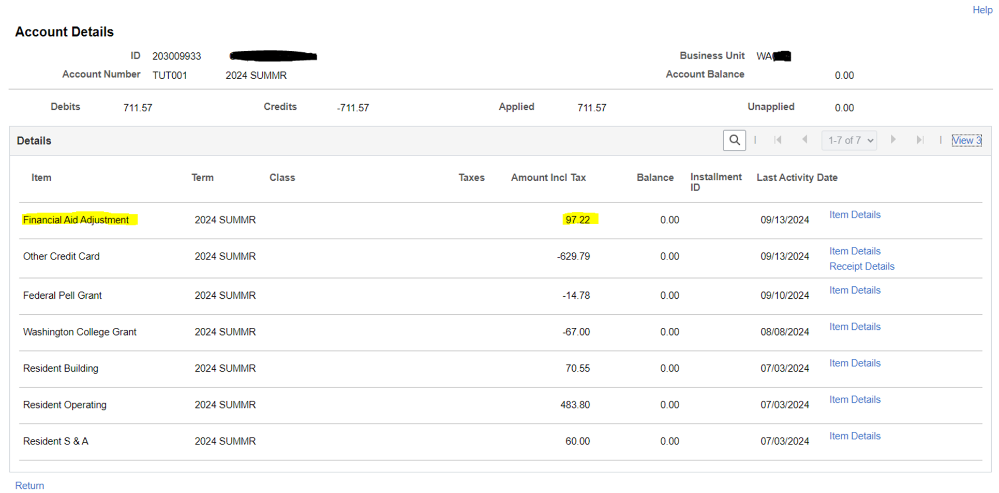 Help
Account Details
ID 203009933 Business Unit WA
Account Number TUT001 2024 SUMMR Account Balance 0.00
Debits 711.57 Credits -711.57 Applied 711.57 Unapplied 0.00
Details 1-7 of 7 View 3
Item Term Class Taxes Amount Incl Tax Balance Installment ID Last Activity Date
Financial Aid Adjustment 2024 SUMMR 97.22 0.00 09/13/2024 Item Details
Other Credit Card 2024 SUMMR -629.79 0.00 09/13/2024 Item Details
Receipt Details
Federal Pell Grant 2024 SUMMR -14.78 0.00 09/10/2024 Item Details
Washington College Grant 2024 SUMMR -67.00 0.00 08/08/2024 Item Details
Resident Building 2024 SUMMR 70.55 0.00 07/03/2024 Item Details
Resident Operating 2024 SUMMR 483.80 0.00 07/03/2024 Item Details
Resident S & A 2024 SUMMR 60.00 0.00 07/03/2024 Item Details
Return